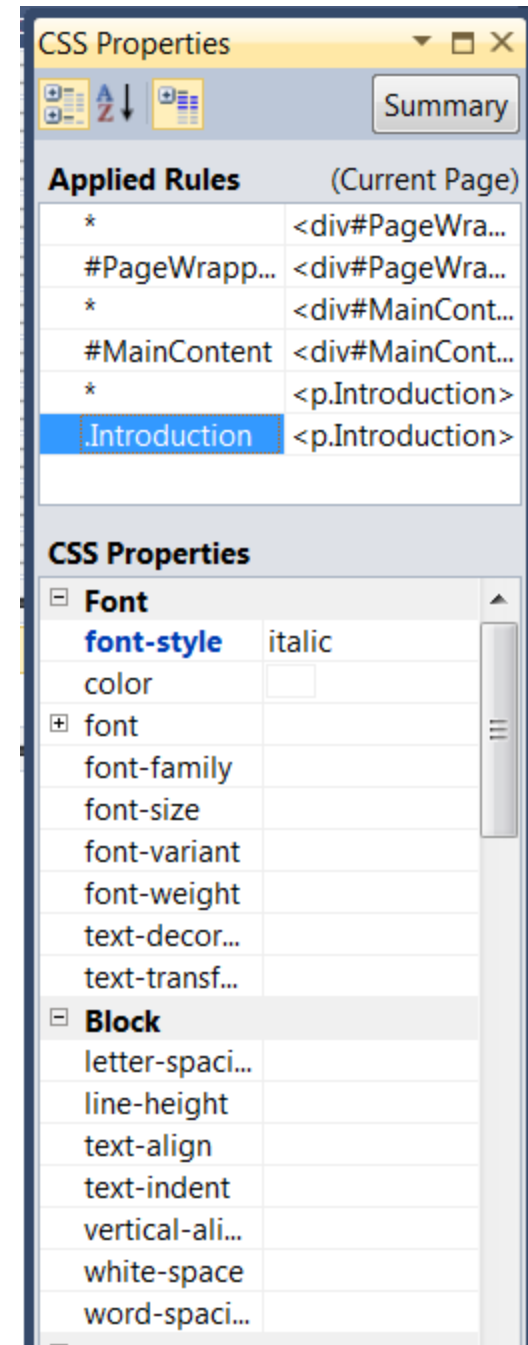 CSS Properties
Summary
Applied Rules (Current Page)
* <div#PageWra...
#PageWrapp... <div#PageWra...
* <div#MainCont...
#MainContent <div#MainCont...
* <p.Introduction>
.Introduction <p.Introduction>
CSS Properties
Font
font-style italic
color
font
font-family
font-size
font-variant
font-weight
text-decor...
text-transf...
Block
letter-spaci...
line-height
text-align
text-indent
vertical-ali...
white-space
word-spaci...